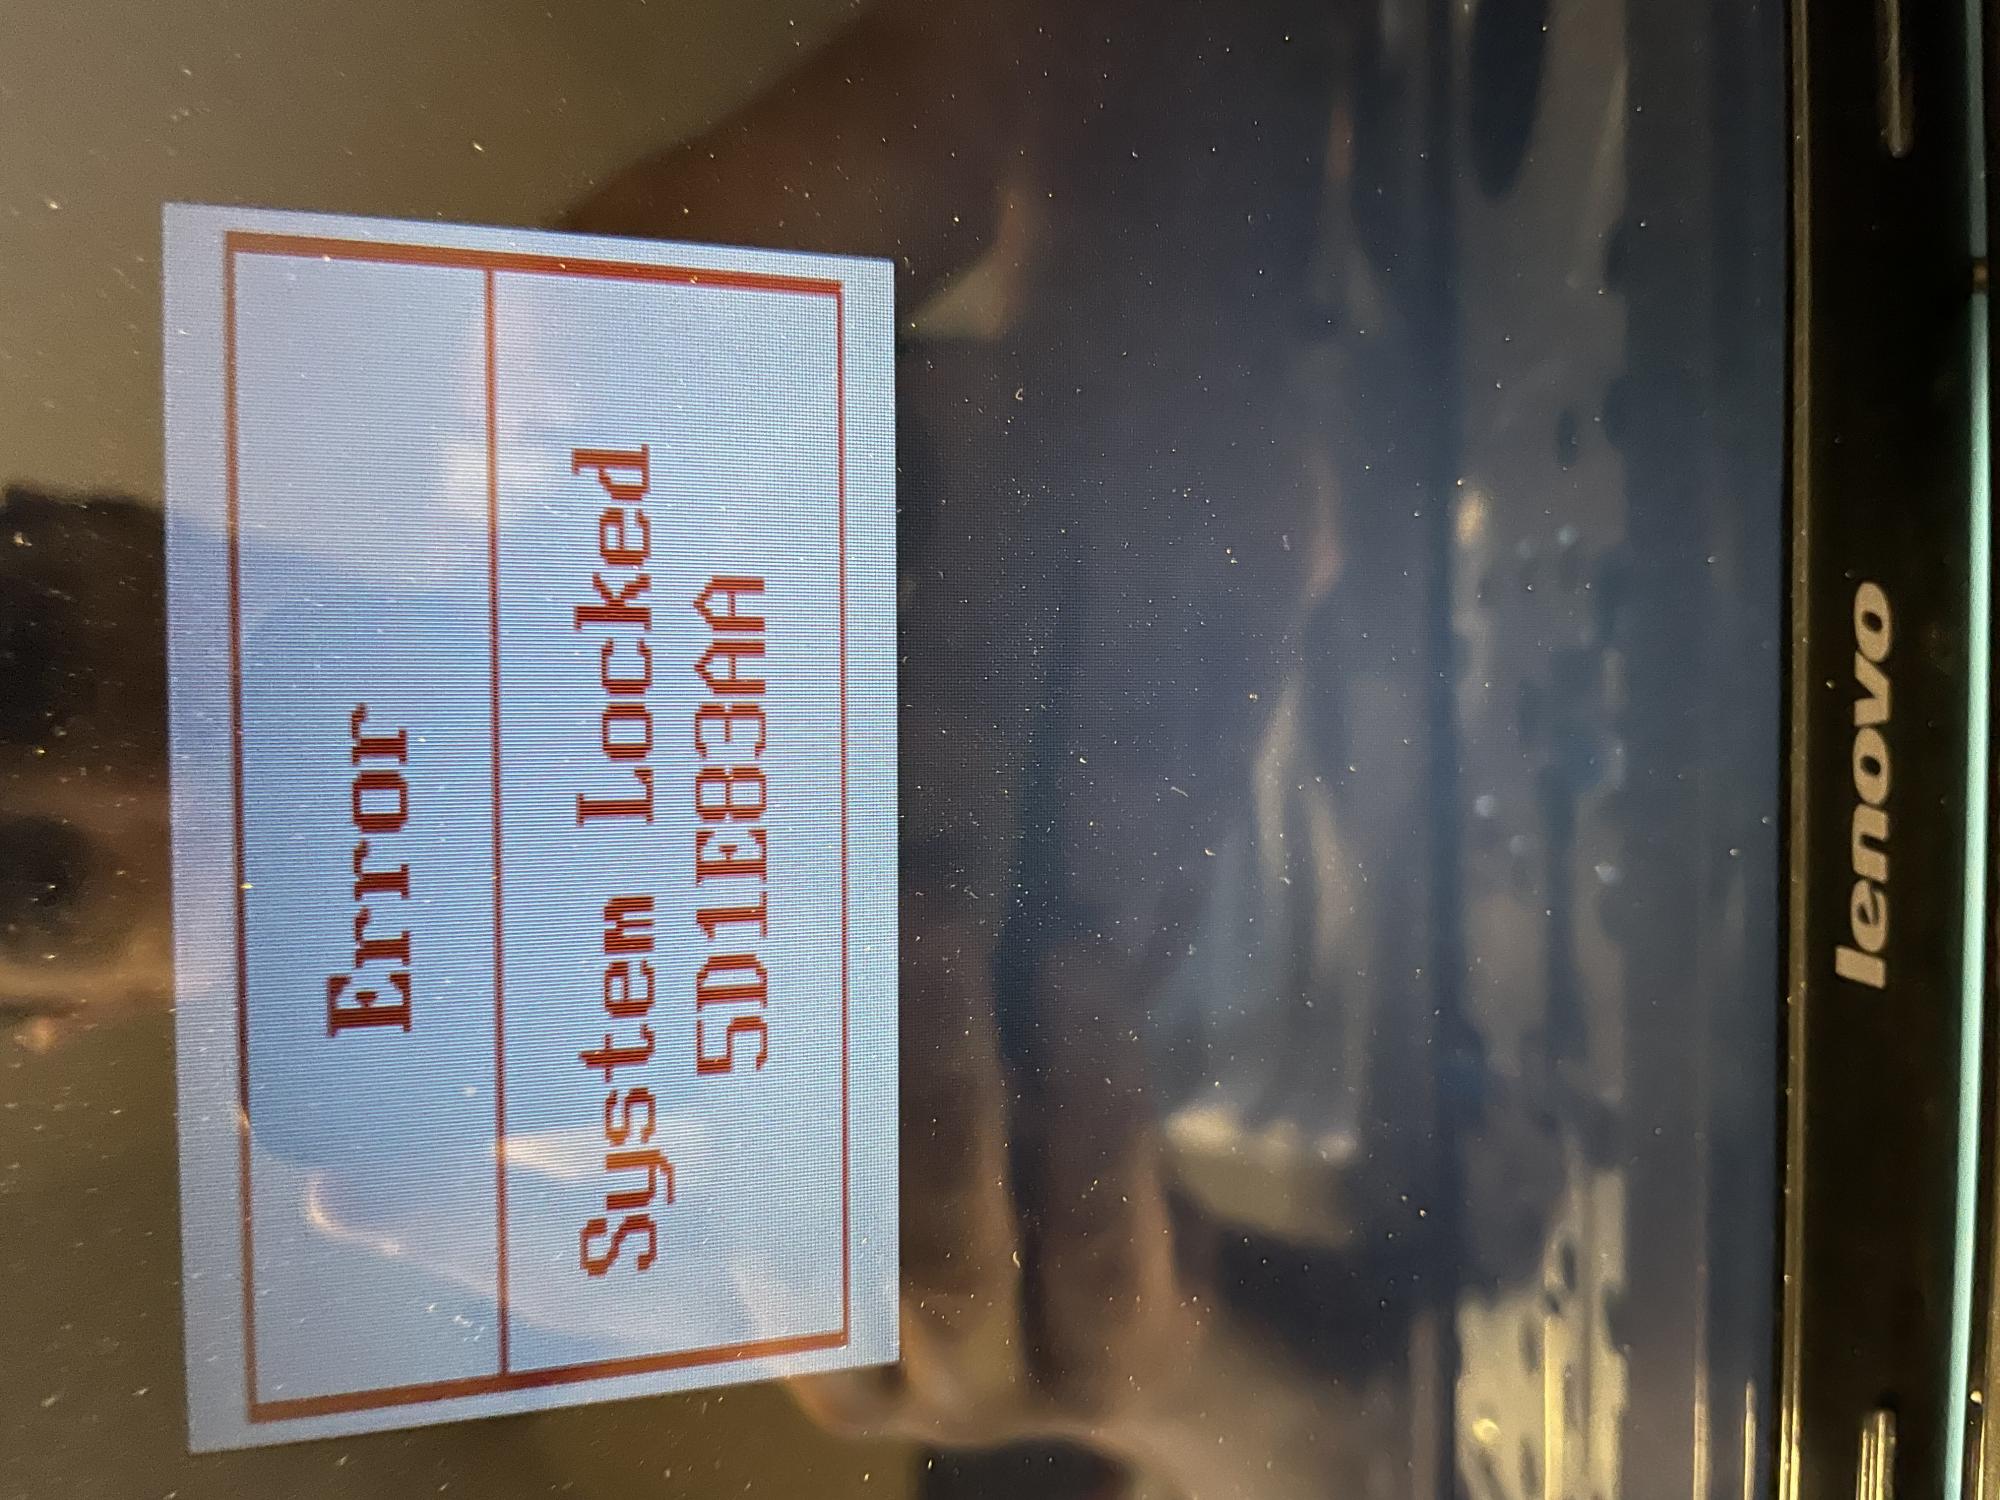 Error
System Locked
5D1E83AA
lenovo